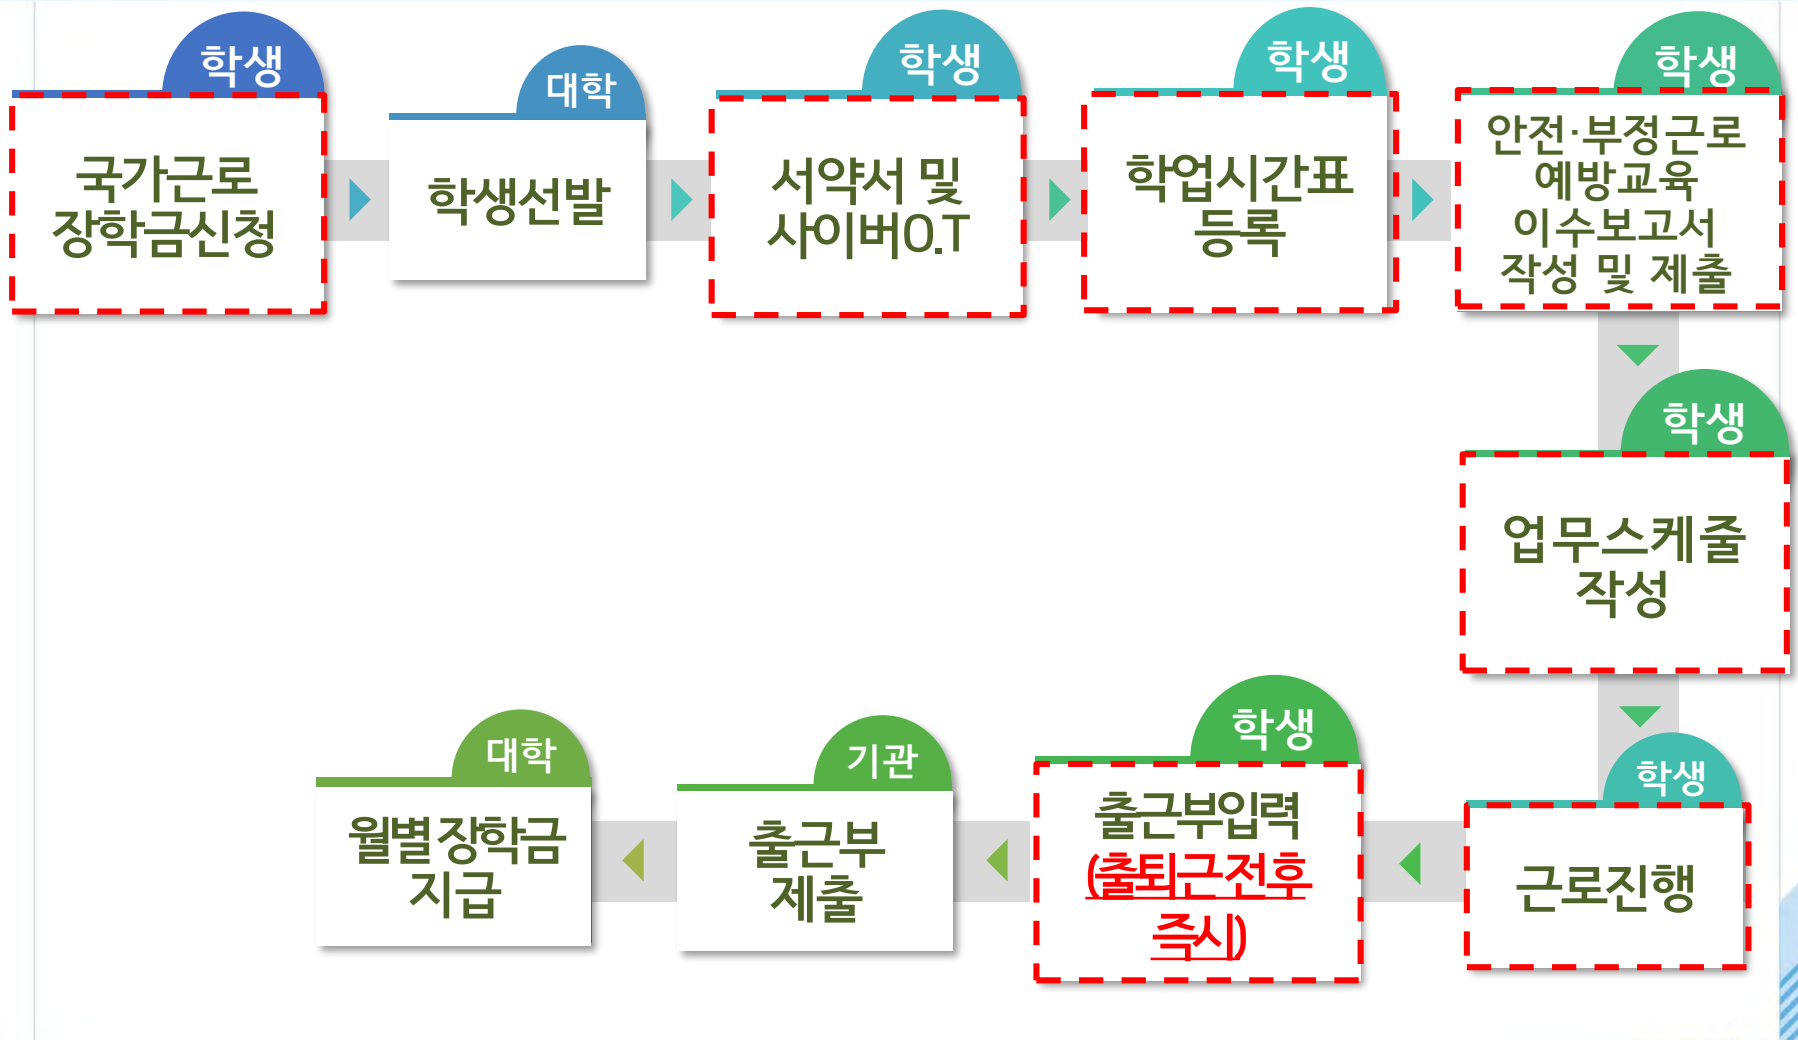 학생
국가근로
장학금신청
대학
학생선발
학생
서약서 및
사이버O.T
학생
학업시간표
등록
학생
안전·부정근로
예방교육
이수보고서
작성 및 제출
학생
업무스케줄
작성
학생
근로진행
학생
출근부입력
(출퇴근 전후
즉시)
기관
출근부
제출
대학
월별 장학금
지급